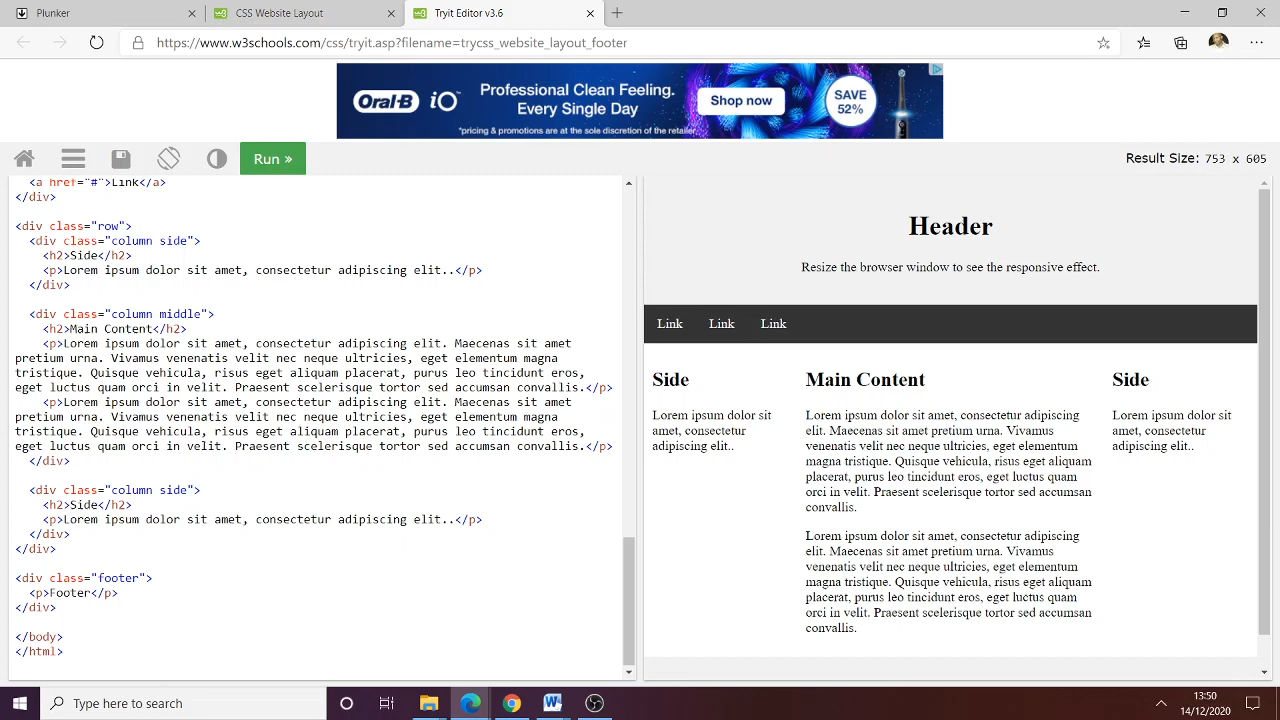 Plunker
CSS Website Layout
Tryit Editor v3.6
https://www.w3schools.com/css/tryit.asp?filename=trycss_website_layout_footer
Oral-B iO™
Professional Clean Feeling.
Every Single Day
*pricing & promotions are at the sole discretion of the retailer
Shop now
SAVE
52%
Run »
Result Size: 753 x 605
<a href="#">Link</a>
</div>
<div class="row">
<div class="column side">
<h2>Side</h2>
<p>Lorem ipsum dolor sit amet, consectetur adipiscing elit..</p>
</div>
<div class="column middle">
<h2>Main Content</h2>
<p>Lorem ipsum dolor sit amet, consectetur adipiscing elit. Maecenas sit amet
pretium urna. Vivamus venenatis velit nec neque ultricies, eget elementum magna
tristique. Quisque vehicula, risus eget aliquam placerat, purus leo tincidunt eros,
eget luctus quam orci in velit. Praesent scelerisque tortor sed accumsan convallis.</p>
<p>Lorem ipsum dolor sit amet, consectetur adipiscing elit. Maecenas sit amet
pretium urna. Vivamus venenatis velit nec neque ultricies, eget elementum magna
tristique. Quisque vehicula, risus eget aliquam placerat, purus leo tincidunt eros,
eget luctus quam orci in velit. Praesent scelerisque tortor sed accumsan convallis.</p>
</div>
<div class="column side">
<h2>Side</h2>
<p>Lorem ipsum dolor sit amet, consectetur adipiscing elit..</p>
</div>
</div>
<div class="footer">
<p>Footer</p>
</div>
</body>
</html>
Header
Resize the browser window to see the responsive effect.
Link Link Link
Side
Lorem ipsum dolor sit
amet, consectetur
adipiscing elit..
Main Content
Lorem ipsum dolor sit amet, consectetur adipiscing
elit. Maecenas sit amet pretium urna. Vivamus
venenatis velit nec neque ultricies, eget elementum
magna tristique. Quisque vehicula, risus eget aliquam
placerat, purus leo tincidunt eros, eget luctus quam
orci in velit. Praesent scelerisque tortor sed accumsan
convallis.
Lorem ipsum dolor sit amet, consectetur adipiscing
elit. Maecenas sit amet pretium urna. Vivamus
venenatis velit nec neque ultricies, eget elementum
magna tristique. Quisque vehicula, risus eget aliquam
placerat, purus leo tincidunt eros, eget luctus quam
orci in velit. Praesent scelerisque tortor sed accumsan
convallis.
Side
Lorem ipsum dolor sit
amet, consectetur
adipiscing elit..
Type here to search
W
13:50
14/12/2020